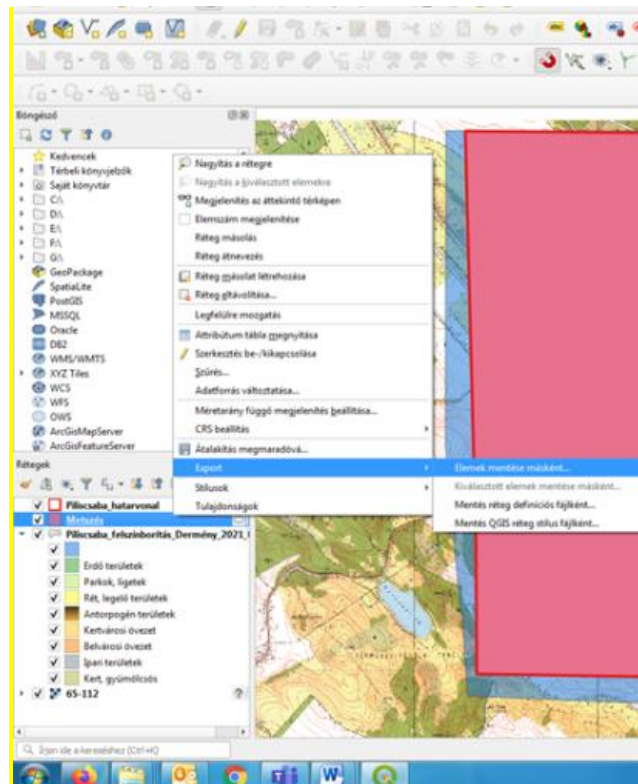 Böngésző
Kedvencek
Térbeli könyvjelzők
Saját könyvtár
C:\
D:\
E:\
F:\
G:\
GeoPackage
SpatiaLite
PostGIS
MSSQL
Oracle
DB2
WMS/WMTS
XYZ Tiles
WCS
WFS
OWS
ArcGisMapServer
ArcGisFeatureServer
Nagyítás a rétegre
Nagyítás a kiválasztott elemekre
Megjelenítés az áttekintő térképen
Elemszám megjelenítése
Réteg másolás
Réteg átnevezés
Réteg másolat létrehozása
Réteg eltávolítása...
Legfelülre mozgatás
Attribútum tábla megnyitása
Szerkesztés be-/kikapcsolása
Szűrés...
Adatforrás változtatása...
Méretarány függő megjelenítés beállítása...
CRS beállítás
Átalakítás megmaradóvá...
Export
Stílusok
Tulajdonságok
Elemek mentése másként...
Kiválasztott elemek mentése másként...
Mentés réteg definíciós fájlként...
Mentés QGIS réteg stílus fájlként...
Rétegek
Piliscsaba_hatarvonal
Metszés
Piliscsaba_felszínborítás_Dermény_2021_
Erdő területek
Parkok, ligetek
Rét, legelő területek
Antorpogén területek
Kertvárosi övezet
Belvárosi övezet
Ipari területek
Kert, gyümölcsös
65-112
?
Írjon ide a kereséshez (Ctrl+K)